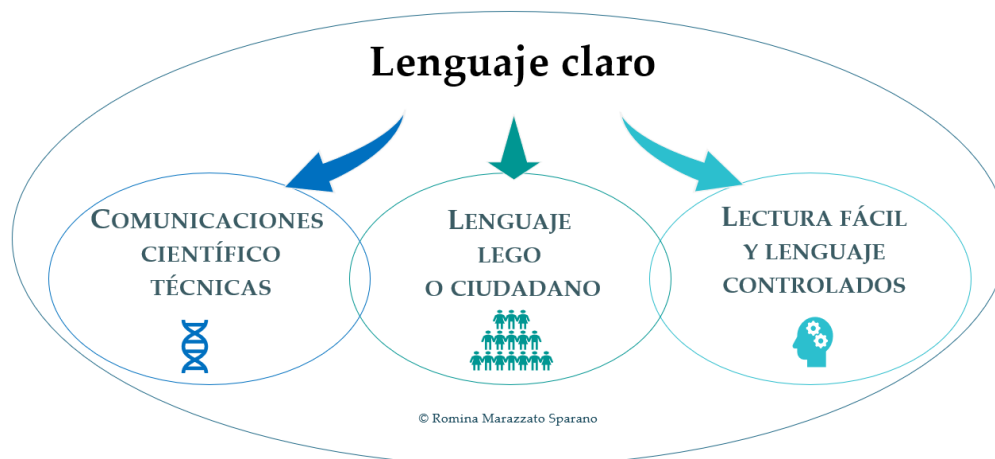 Lenguaje claro
COMUNICACIONES
CIENTÍFICO
TÉCNICAS
LENGUAJE
LEGO
O CIUDADANO
LECTURA FÁCIL
Y LENGUAJE
CONTROLADOS
© Romina Marazzato Sparano